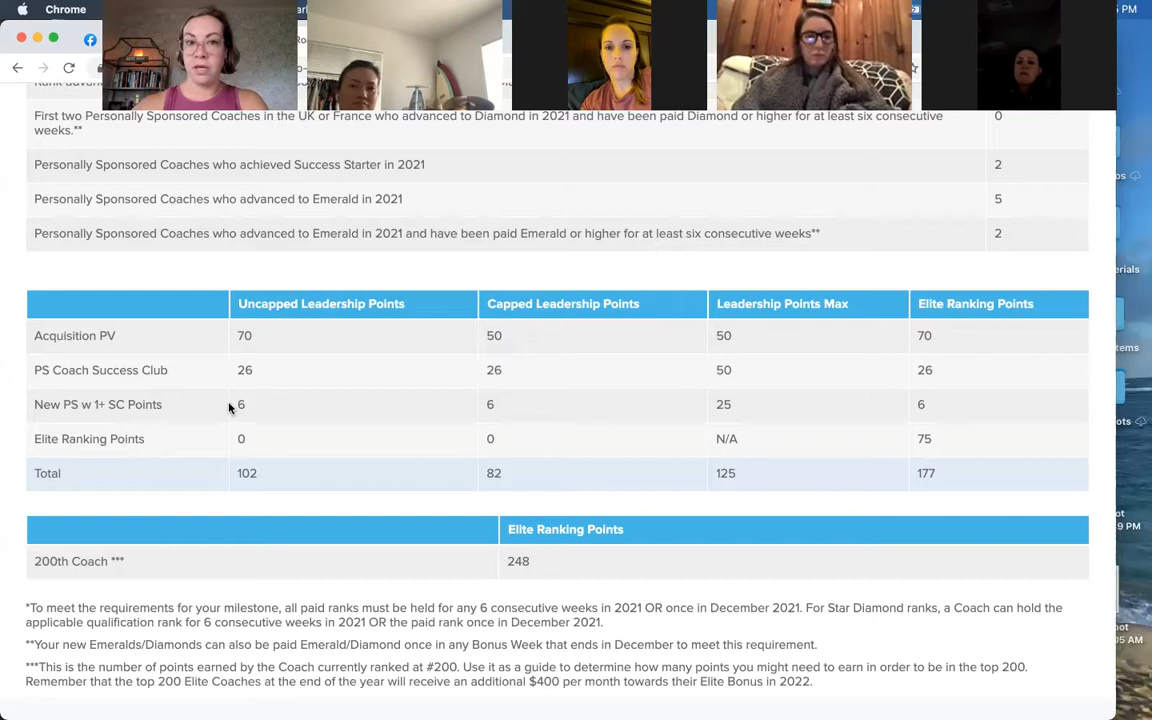 Chrome
PM
First two Personally Sponsored Coaches in the UK or France who advanced to Diamond in 2021 and have been paid Diamond or higher for at least six consecutive
weeks.** 0
Personally Sponsored Coaches who achieved Success Starter in 2021 2
Personally Sponsored Coaches who advanced to Emerald in 2021 5
Personally Sponsored Coaches who advanced to Emerald in 2021 and have been paid Emerald or higher for at least six consecutive weeks** 2
Uncapped Leadership Points Capped Leadership Points Leadership Points Max Elite Ranking Points
Acquisition PV 70 50 50 70
PS Coach Success Club 26 26 50 26
New PS w 1+ SC Points 6 6 25 6
Elite Ranking Points 0 0 N/A 75
Total 102 82 125 177
Elite Ranking Points
200th Coach *** 248
*To meet the requirements for your milestone, all paid ranks must be held for any 6 consecutive weeks in 2021 OR once in December 2021. For Star Diamond ranks, a Coach can hold the
applicable qualification rank for 6 consecutive weeks in 2021 OR the paid rank once in December 2021.
**Your new Emeralds/Diamonds can also be paid Emerald/Diamond once in any Bonus Week that ends in December to meet this requirement.
***This is the number of points earned by the Coach currently ranked at #200. Use it as a guide to determine how many points you might need to earn in order to be in the top 200.
Remember that the top 200 Elite Coaches at the end of the year will receive an additional $400 per month towards their Elite Bonus in 2022.